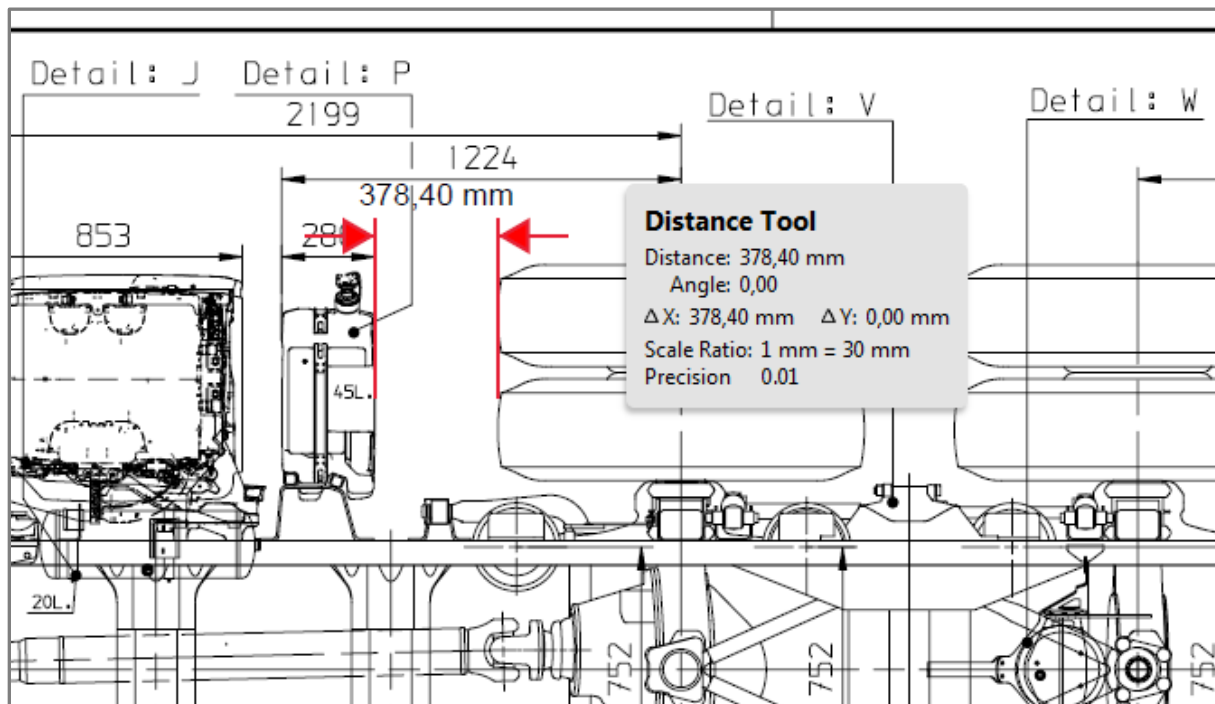 Detail: J
Detail: P
Detail: V
Detail: W
2199
1224
378,40 mm
853
Distance Tool
Distance: 378,40 mm
Angle: 0,00
Δ X: 378,40 mm Δ Y: 0,00 mm
Scale Ratio: 1 mm = 30 mm
Precision 0.01
45L.
20L.
752
752
752